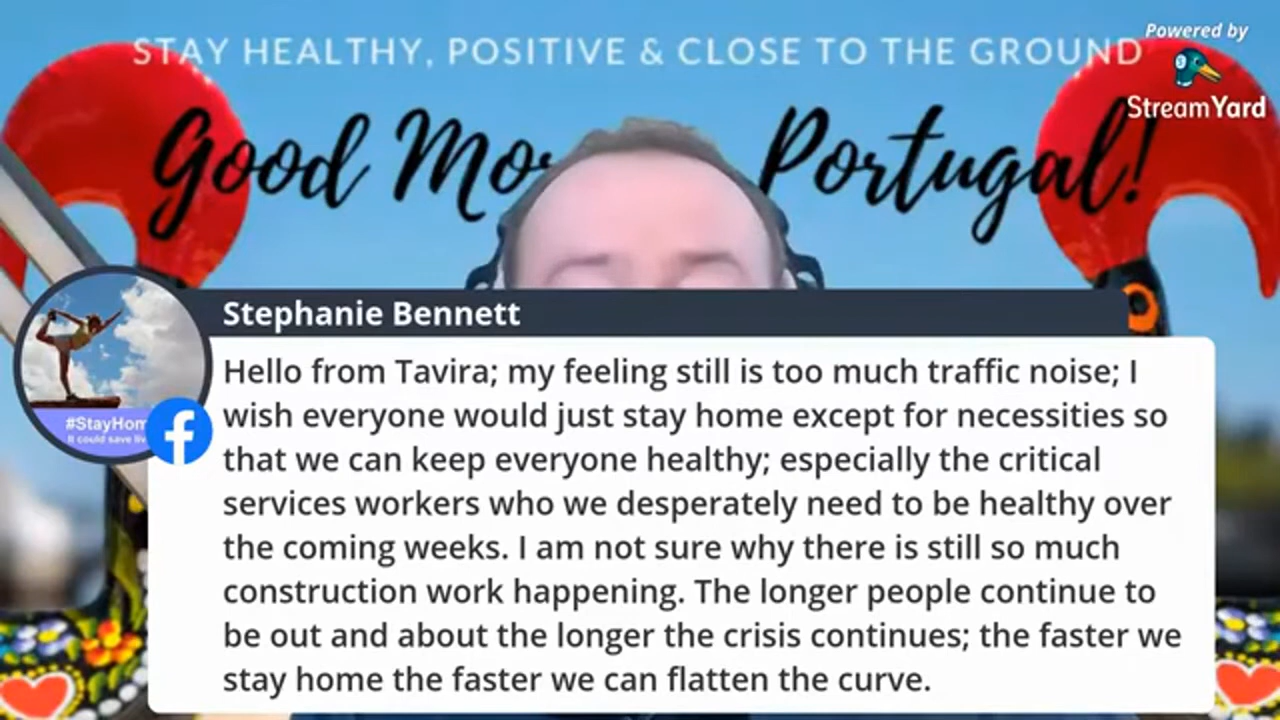 STAY HEALTHY, POSITIVE & CLOSE TO THE GROUND
Powered by
StreamYard
Good Mo Portugal!
Stephanie Bennett
Hello from Tavira; my feeling still is too much traffic noise; I
wish everyone would just stay home except for necessities so
that we can keep everyone healthy; especially the critical
services workers who we desperately need to be healthy over
the coming weeks. I am not sure why there is still so much
construction work happening. The longer people continue to
be out and about the longer the crisis continues; the faster we
stay home the faster we can flatten the curve.
#StayHom
It could save